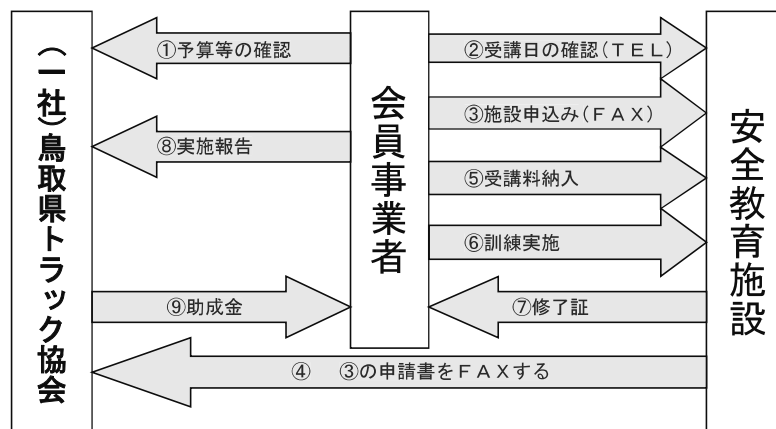 (一社)鳥取県トラック協会
①予算等の確認
⑧実施報告
⑨助成金
会員事業者
②受講日の確認(TEL)
③施設申込み(FAX)
⑤受講料納入
⑥訓練実施
⑦修了証
④　③の申請書をFAXする
安全教育施設